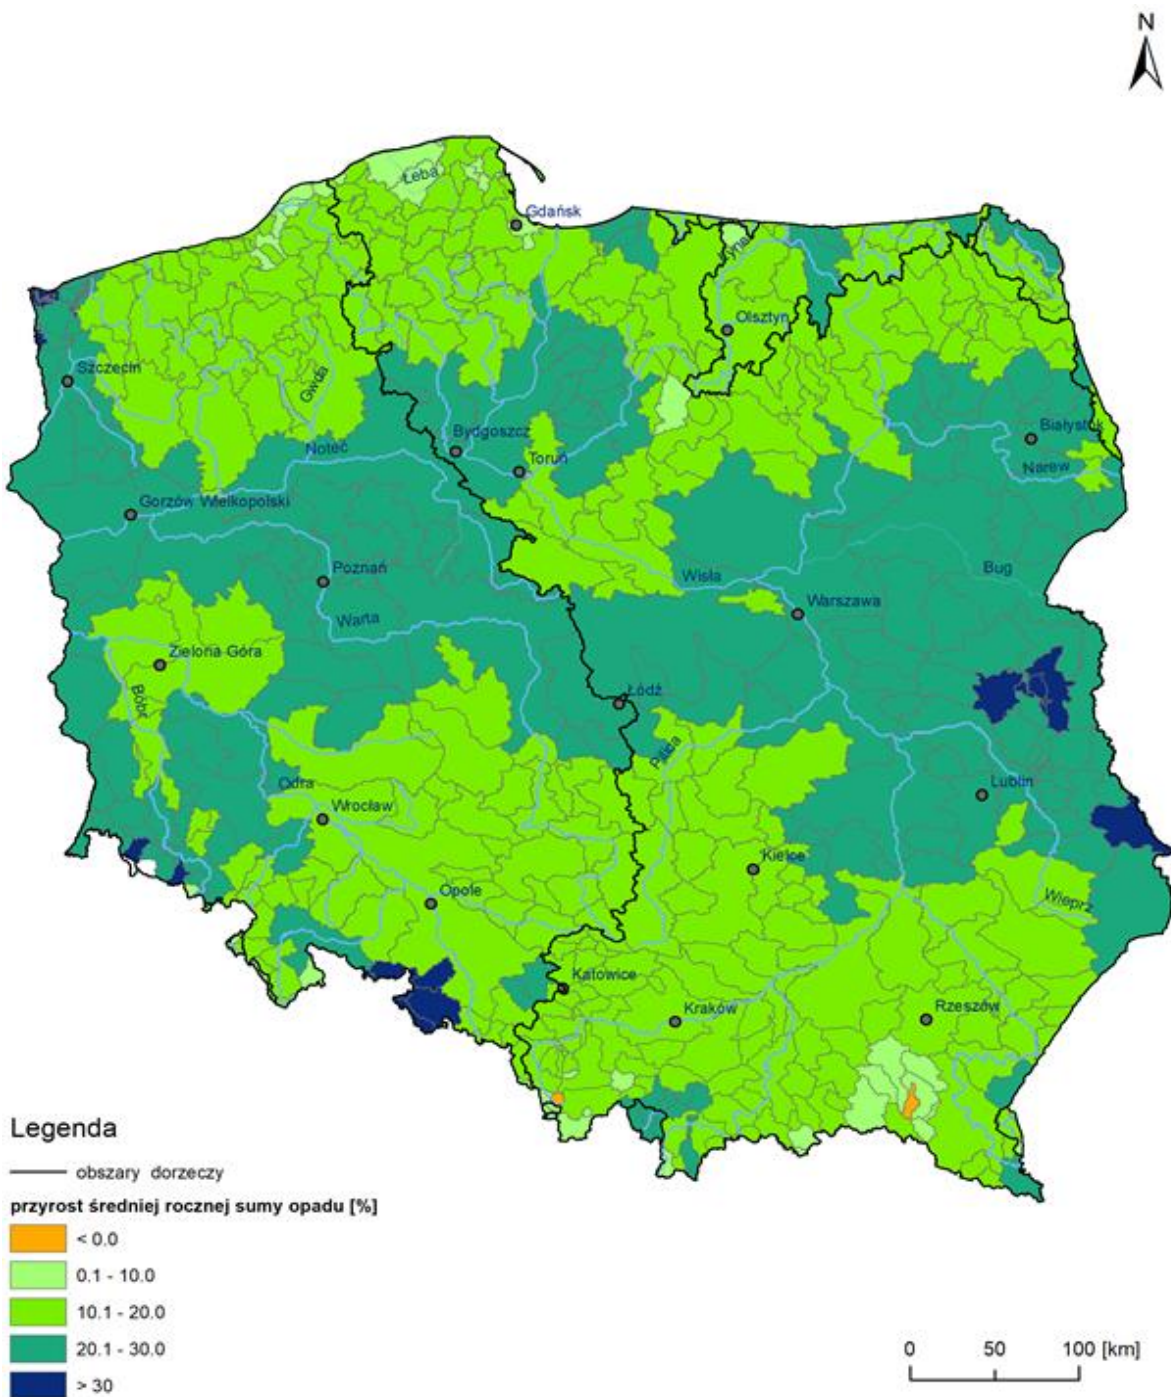 N
Łeba
Gdańsk
Łyna
Olsztyn
Szczecin
Gwda
Bydgoszcz
Białystok
Noteć
Toruń
Narew
Gorzów Wielkopolski
Poznań
Wisła
Bug
Warta
Warszawa
Zielona Góra
Bóbr
Łódź
Pilica
Odra
Lublin
Wrocław
Kielce
Opole
Wieprz
Katowice
Kraków
Rzeszów
Legenda
obszary dorzeczy
przyrost średniej rocznej sumy opadu [%]
< 0.0
0.1 - 10.0
10.1 - 20.0
20.1 - 30.0
> 30
0 50 100 [km]